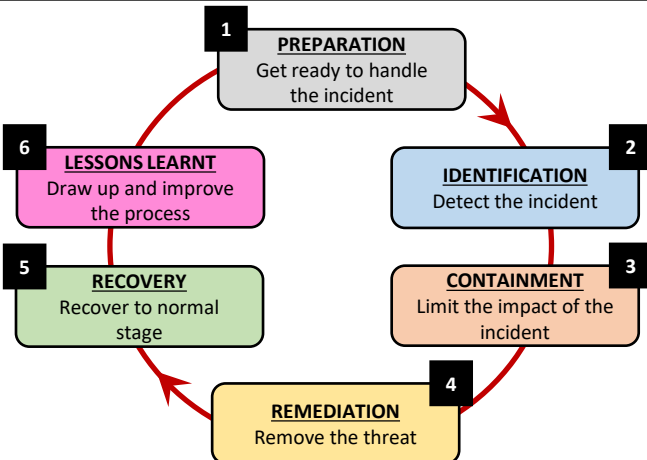 1
PREPARATION
Get ready to handle
the incident
2
IDENTIFICATION
Detect the incident
3
CONTAINMENT
Limit the impact of the
incident
4
REMEDIATION
Remove the threat
5
RECOVERY
Recover to normal
stage
6
LESSONS LEARNT
Draw up and improve
the process